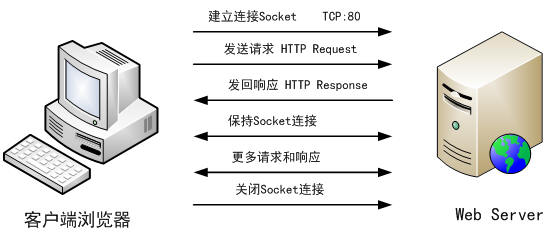 建立连接Socket TCP:80
发送请求 HTTP Request
发回响应 HTTP Response
保持Socket连接
更多请求和响应
关闭Socket连接
客户端浏览器
Web Server